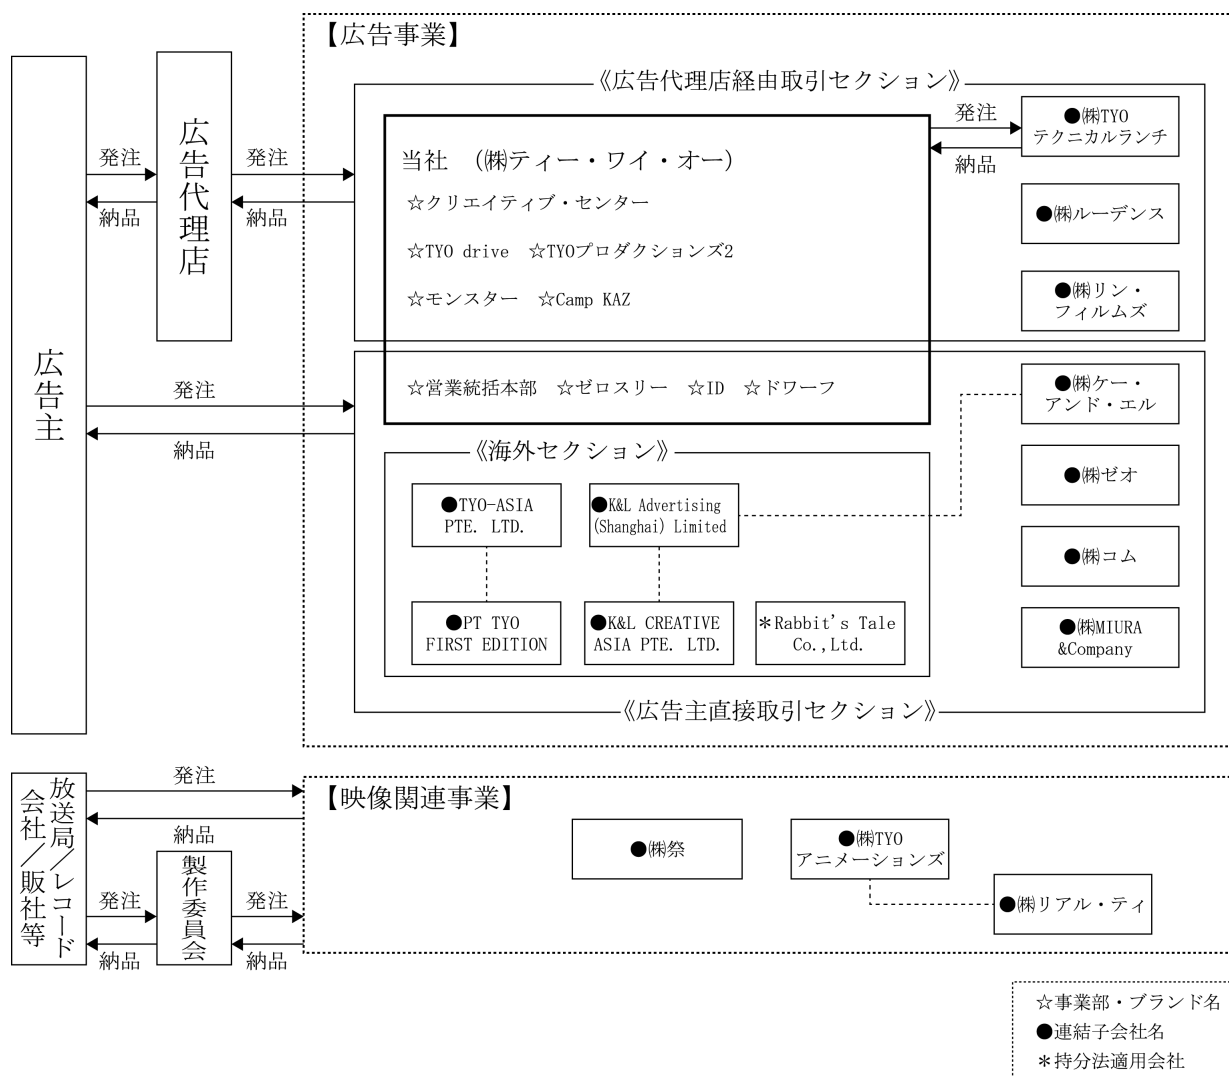 【広告事業】
《広告代理店経由取引セクション》
広告主
広告代理店
発注
納品
発注
納品
当社 (㈱ティー・ワイ・オー)
☆クリエイティブ・センター
☆TYO drive ☆TYOプロダクションズ2
☆モンスター ☆Camp KAZ
発注
納品
●㈱TYO
テクニカルランチ
●㈱ルーデンス
●㈱リン・
フィルムズ
発注
納品
☆営業統括本部 ☆ゼロスリー ☆ID ☆ドワーフ
●㈱ケー・
アンド・エル
●㈱ゼオ
●㈱コム
●㈱MIURA
&Company
《海外セクション》
●TYO-ASIA
PTE. LTD.
●K&L Advertising
(Shanghai) Limited
●PT TYO
FIRST EDITION
●K&L CREATIVE
ASIA PTE. LTD.
＊Rabbit's Tale
Co.,Ltd.
《広告主直接取引セクション》
放送局／レコード
会社／販社等
発注
納品
発注
納品
製作委員会
発注
納品
【映像関連事業】
●㈱祭
●㈱TYO
アニメーションズ
●㈱リアル・ティ
☆事業部・ブランド名
●連結子会社名
＊持分法適用会社